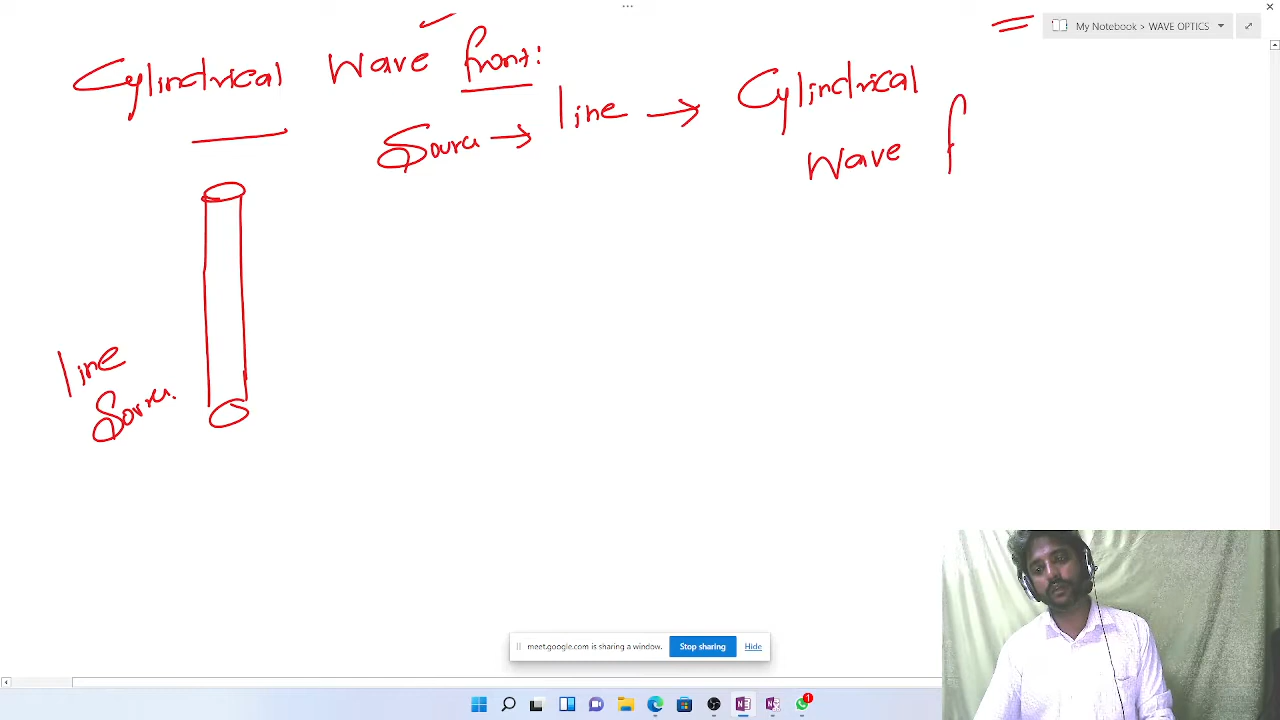 My Notebook > WAVE OPTICS
Cylindrical Wave front:
Source → line → Cylindrical
Wave f
line
Source.
meet.google.com is sharing a window. Stop sharing Hide
1